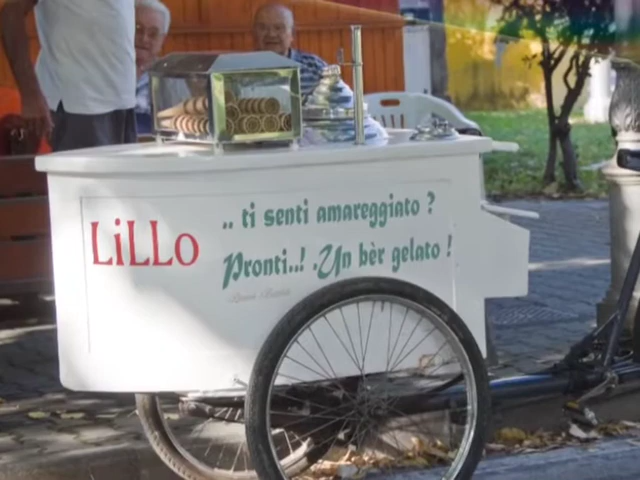 LiLLo
.. ti senti amareggiato ?
Pronti..! Un bèr gelato !